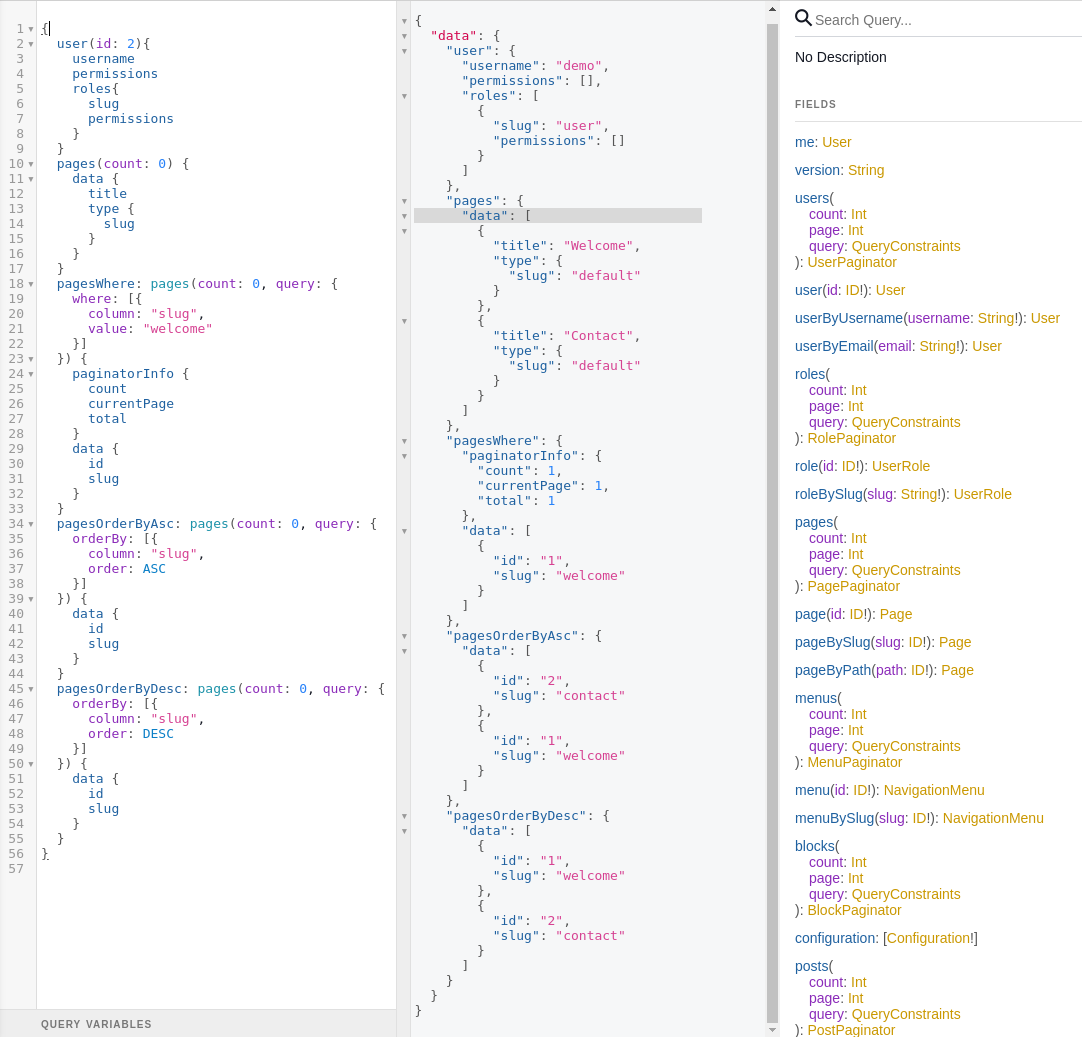 1 {
2   user(id: 2){
3     username
4     permissions
5     roles{
6       slug
7       permissions
8     }
9   }
10   pages(count: 0) {
11     data {
12       title
13       type {
14         slug
15       }
16     }
17   }
18   pagesWhere: pages(count: 0, query: {
19     where: [{
20       column: "slug",
21       value: "welcome"
22     }]
23   }) {
24     paginatorInfo {
25       count
26       currentPage
27       total
28     }
29     data {
30       id
31       slug
32     }
33   }
34   pagesOrderByAsc: pages(count: 0, query: {
35     orderBy: [{
36       column: "slug",
37       order: ASC
38     }]
39   }) {
40     data {
41       id
42       slug
43     }
44   }
45   pagesOrderByDesc: pages(count: 0, query: {
46     orderBy: [{
47       column: "slug",
48       order: DESC
49     }]
50   }) {
51     data {
52       id
53       slug
54     }
55   }
56 }
57
QUERY VARIABLES
{
  "data": {
    "user": {
      "username": "demo",
      "permissions": [],
      "roles": [
        {
          "slug": "user",
          "permissions": []
        }
      ]
    },
    "pages": {
      "data": [
        {
          "title": "Welcome",
          "type": {
            "slug": "default"
          }
        },
        {
          "title": "Contact",
          "type": {
            "slug": "default"
          }
        }
      ]
    },
    "pagesWhere": {
      "paginatorInfo": {
        "count": 1,
        "currentPage": 1,
        "total": 1
      },
      "data": [
        {
          "id": "1",
          "slug": "welcome"
        }
      ]
    },
    "pagesOrderByAsc": {
      "data": [
        {
          "id": "2",
          "slug": "contact"
        },
        {
          "id": "1",
          "slug": "welcome"
        }
      ]
    },
    "pagesOrderByDesc": {
      "data": [
        {
          "id": "1",
          "slug": "welcome"
        },
        {
          "id": "2",
          "slug": "contact"
        }
      ]
    }
  }
}
Search Query...
No Description
FIELDS
me: User
version: String
users(
count: Int
page: Int
query: QueryConstraints
): UserPaginator
user(id: ID!): User
userByUsername(username: String!): User
userByEmail(email: String!): User
roles(
count: Int
page: Int
query: QueryConstraints
): RolePaginator
role(id: ID!): UserRole
roleBySlug(slug: String!): UserRole
pages(
count: Int
page: Int
query: QueryConstraints
): PagePaginator
page(id: ID!): Page
pageBySlug(slug: ID!): Page
pageByPath(path: ID!): Page
menus(
count: Int
page: Int
query: QueryConstraints
): MenuPaginator
menu(id: ID!): NavigationMenu
menuBySlug(slug: ID!): NavigationMenu
blocks(
count: Int
page: Int
query: QueryConstraints
): BlockPaginator
configuration: [Configuration!]
posts(
count: Int
page: Int
query: QueryConstraints
): PostPaginator